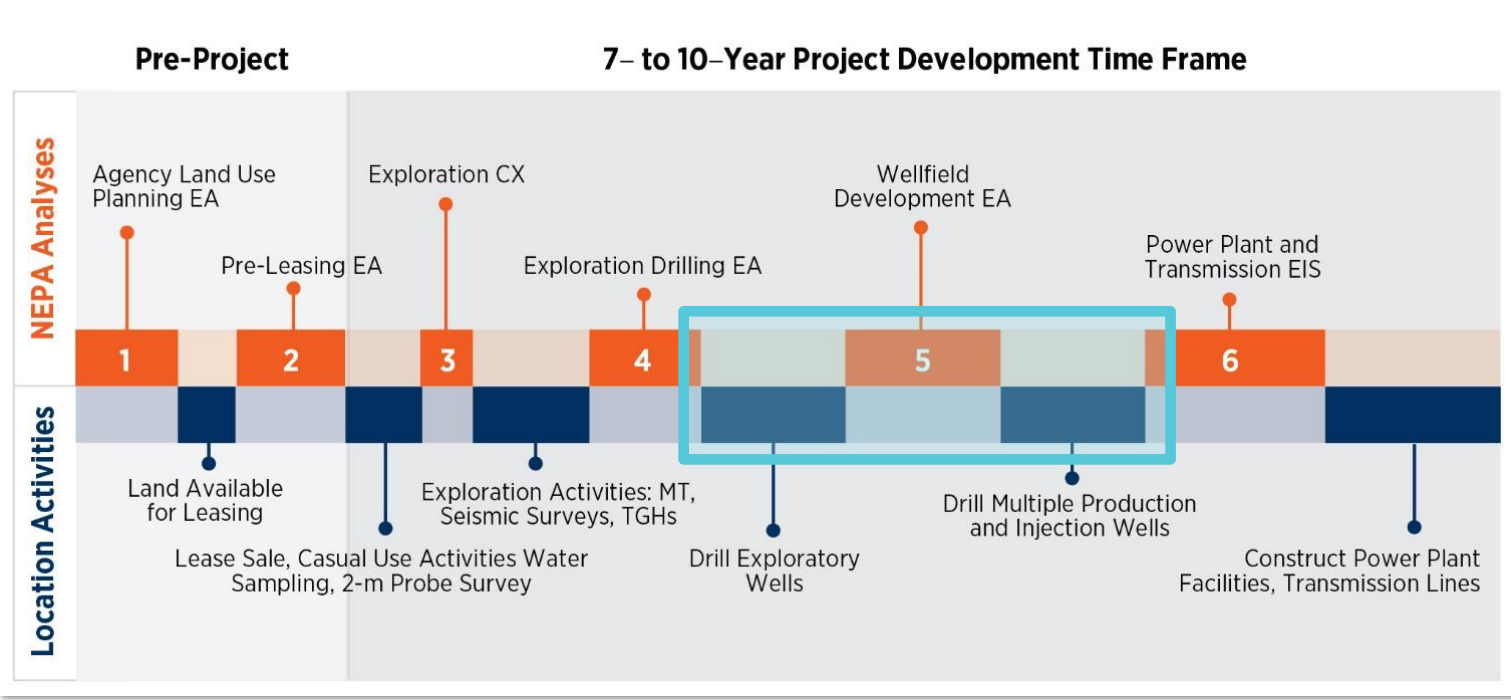 Pre-Project
7– to 10–Year Project Development Time Frame
NEPA Analyses
Agency Land Use
Planning EA
Pre-Leasing EA
Exploration CX
Exploration Drilling EA
Wellfield
Development EA
Power Plant and
Transmission EIS
1
2
3
4
5
6
Location Activities
Land Available
for Leasing
Lease Sale, Casual Use Activities Water
Sampling, 2-m Probe Survey
Exploration Activities: MT,
Seismic Surveys, TGHs
Drill Exploratory
Wells
Drill Multiple Production
and Injection Wells
Construct Power Plant
Facilities, Transmission Lines